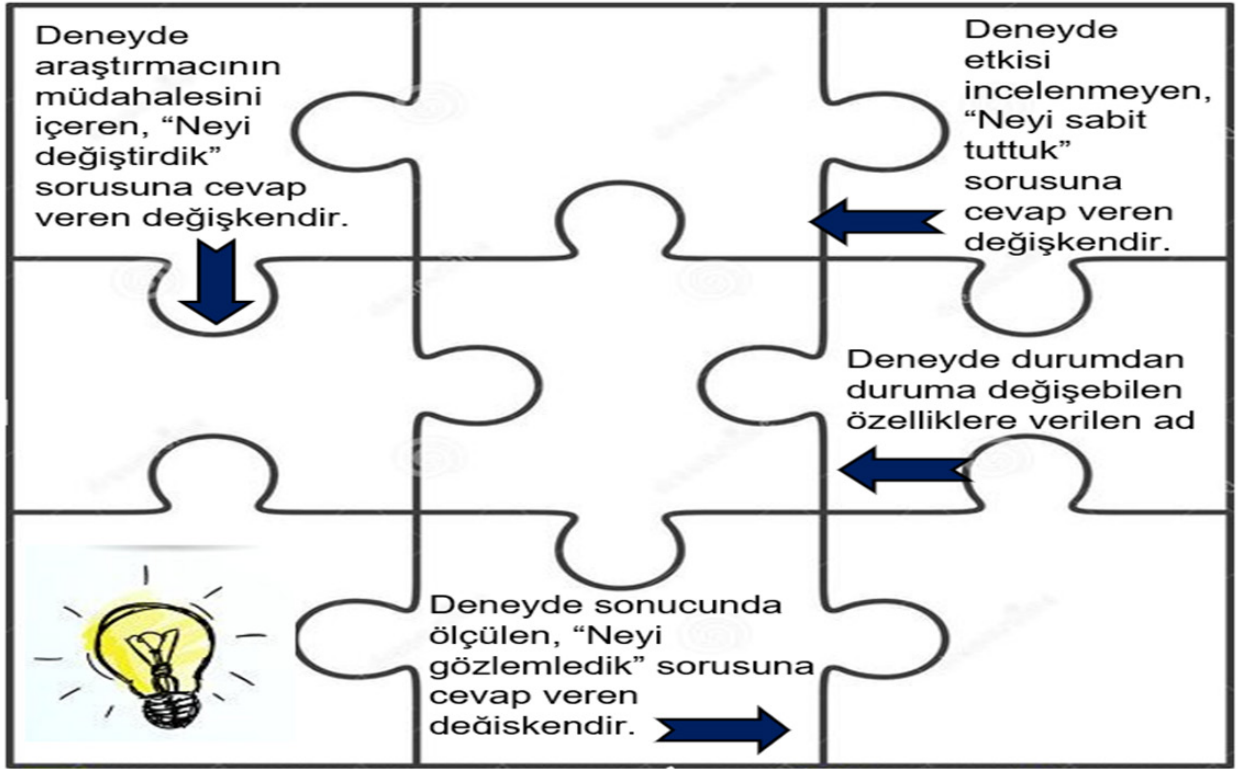 Deneyde
araştırmacının
müdahalesini
içeren, “Neyi
değiştirdik”
sorusuna cevap
veren değişkendir.
Deneyde
etkisi
incelenmeyen,
“Neyi sabit
tuttuk”
sorusuna
cevap veren
değişkendir.
Deneyde durumdan
duruma değişebilen
özelliklere verilen ad
Deneyde sonucunda
ölçülen, “Neyi
gözlemledik” sorusuna
cevap veren
değiskendir.